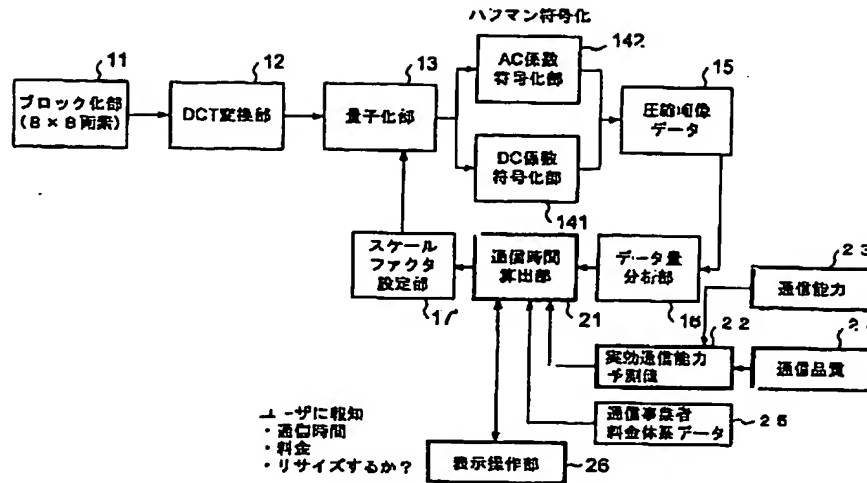 ハフマン符号化
11
12
13
142
15
ブロック化部
(8×8画素)
DCT変換部
量子化部
AC係数
符号化部
圧縮画像
データ
DC係数
符号化部
141
スケール
ファクタ
設定部
17
通信時間
算出部
21
データ量
分析部
16
23
通信能力
22
実効通信能力
予測値
2
通信品質
通信事業者
料金体系データ
25
ユーザに報知
・通信時間
・料金
・リサイズするか?
表示操作部
26